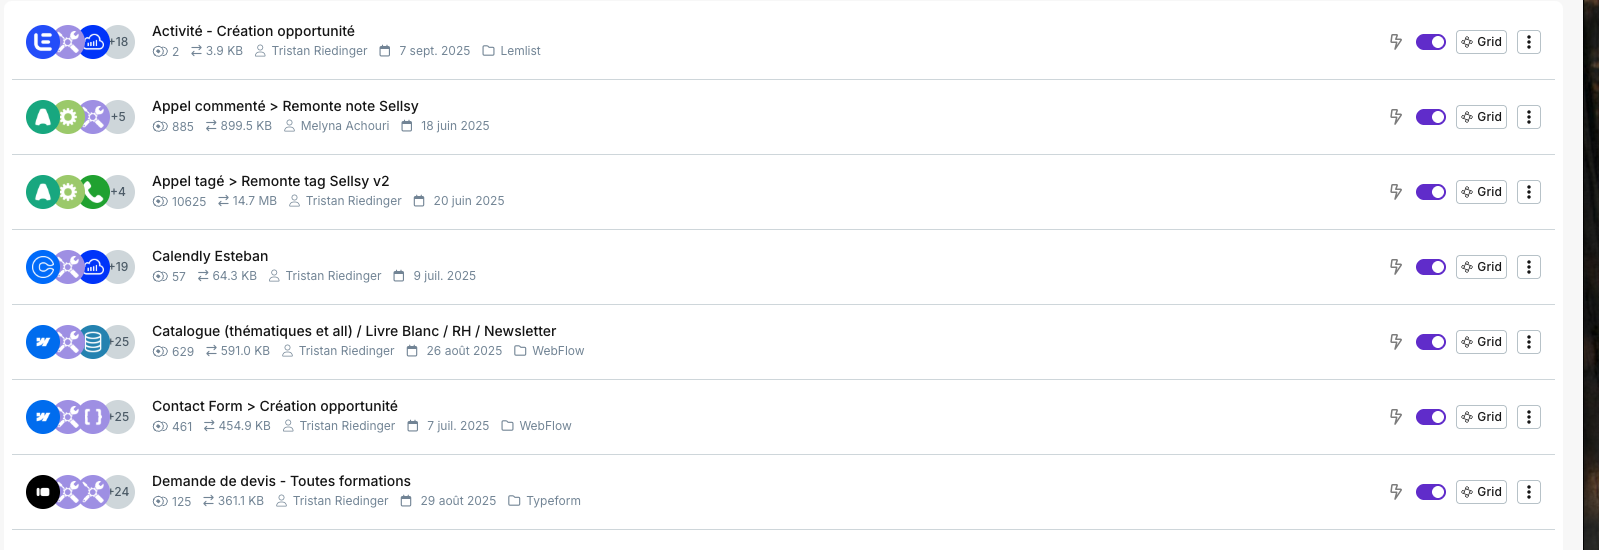 +18
Activité - Création opportunité
2 3.9 KB Tristan Riedinger 7 sept. 2025 Lemlist
Grid
+5
Appel commenté > Remonte note Sellsy
885 899.5 KB Melyna Achouri 18 juin 2025
Grid
+4
Appel tagé > Remonte tag Sellsy v2
10625 14.7 MB Tristan Riedinger 20 juin 2025
Grid
+19
Calendly Esteban
57 64.3 KB Tristan Riedinger 9 juil. 2025
Grid
+25
Catalogue (thématiques et all) / Livre Blanc / RH / Newsletter
629 591.0 KB Tristan Riedinger 26 août 2025 WebFlow
Grid
+25
Contact Form > Création opportunité
461 454.9 KB Tristan Riedinger 7 juil. 2025 WebFlow
Grid
+24
Demande de devis - Toutes formations
125 361.1 KB Tristan Riedinger 29 août 2025 Typeform
Grid